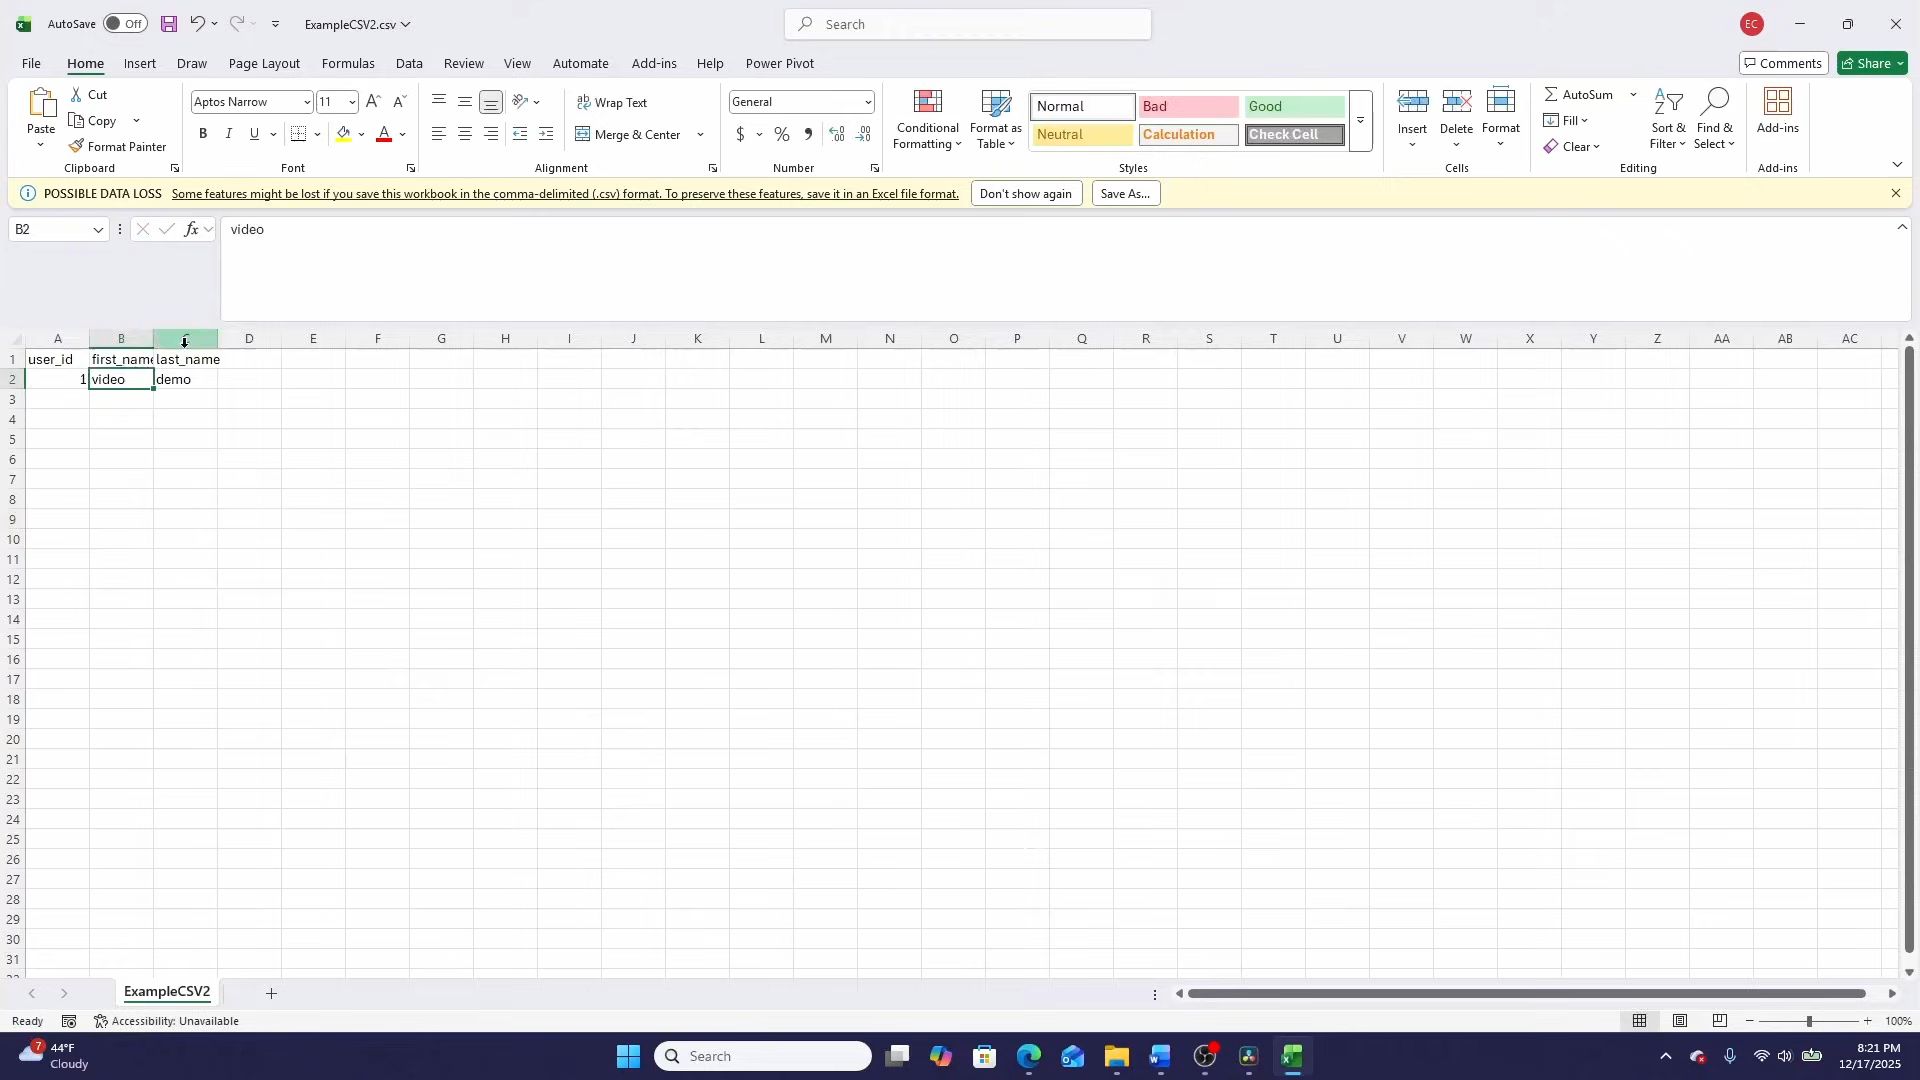 AutoSave Off ExampleCSV2.csv Search EC
File Home Insert Draw Page Layout Formulas Data Review View Automate Add-ins Help Power Pivot Comments Share
Paste Cut Copy Format Painter Clipboard
Aptos Narrow 11 B I U A Font
Wrap Text Merge & Center Alignment
General $ % Number
Conditional Formatting Format as Table Normal Bad Good Neutral Calculation Check Cell Styles
Insert Delete Format Cells
AutoSum Fill Clear Sort & Filter Find & Select Editing
Add-ins Add-ins
POSSIBLE DATA LOSS Some features might be lost if you save this workbook in the comma-delimited (.csv) format. To preserve these features, save it in an Excel file format. Don't show again Save As...
B2 fx video
A B C D E F G H I J K L M N O P Q R S T U V W X Y Z AA AB AC
1 user_id first_name last_name
2 1 video demo
3
4
5
6
7
8
9
10
11
12
13
14
15
16
17
18
19
20
21
22
23
24
25
26
27
28
29
30
31
ExampleCSV2
Ready Accessibility: Unavailable 100%
7 44°F Search 8:21 PM
Cloudy 12/17/2025